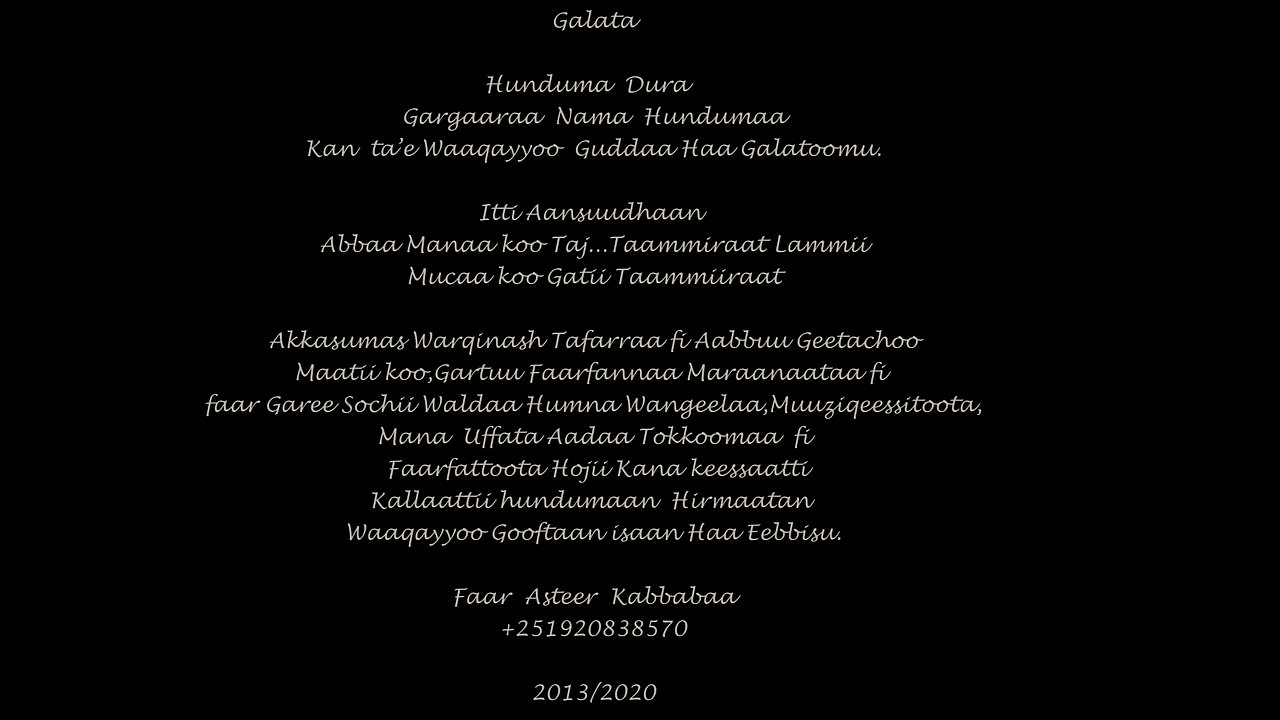 Galata
Hunduma Dura
Gargaaraa Nama Hundumaa
Kan ta'e Waaqayyoo Guddaa Haa Galatoomu.
Itti Aansuudhaan
Abbaa Manaa koo Taj...Taammiraat Lammii
Mucaa koo Gatii Taammiiraat
Akkasumas Warqinash Tafarraa fi Aabbuu Geetachoo
Maatii koo,Gartuu Faarfannaa Maraanaataa fi
faar Garee Sochii Waldaa Humna Wangeelaa,Muuziqeessitoota,
Mana Uffata Aadaa Tokkoomaa fi
Faarfattoota Hojii Kana keessaatti
Kallaattii hundumaan Hirmaatan
Waaqayyoo Gooftaan isaan Haa Eebbisu.
Faar Asteer Kabbabaa
+251920838570
2013/2020